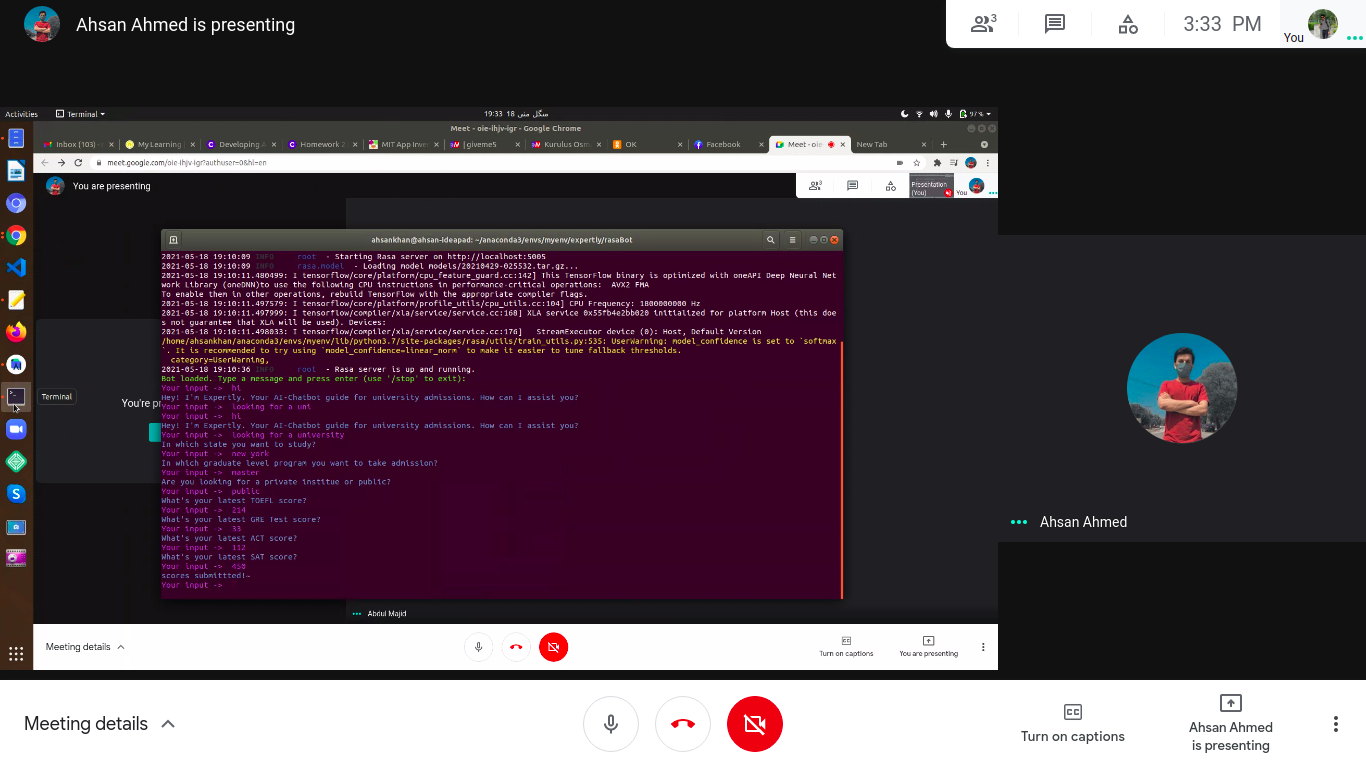 Ahsan Ahmed is presenting
3
3:33 PM
You
Activities
Terminal
19:33 منگل مئی 18
97 %
Meet - oie-ihjv-igr - Google Chrome
Inbox (103)
My Learning
Developing A
Homework 2
MIT App Inve
| giveme5
Kurulus Osm
OK
Facebook
Meet - oie
New Tab
meet.google.com/oie-ihjv-igr?authuser=0&hl=en
You are presenting
3
Presentation
(You)
You
ahsankhan@ahsan-ideapad: ~/anaconda3/envs/myenv/expertly/rasaBot
2021-05-18 19:10:09 INFO root - Starting Rasa server on http://localhost:5005
2021-05-18 19:10:09 INFO rasa.model - Loading model models/20210429-025532.tar.gz...
2021-05-18 19:10:11.480499: I tensorflow/core/platform/cpu_feature_guard.cc:142] This TensorFlow binary is optimized with oneAPI Deep Neural Net
work Library (oneDNN)to use the following CPU instructions in performance-critical operations: AVX2 FMA
To enable them in other operations, rebuild TensorFlow with the appropriate compiler flags.
2021-05-18 19:10:11.497579: I tensorflow/core/platform/profile_utils/cpu_utils.cc:104] CPU Frequency: 1800000000 Hz
2021-05-18 19:10:11.497999: I tensorflow/compiler/xla/service/service.cc:168] XLA service 0x55fb4e2bb020 initialized for platform Host (this doe
s not guarantee that XLA will be used). Devices:
2021-05-18 19:10:11.498033: I tensorflow/compiler/xla/service/service.cc:176] StreamExecutor device (0): Host, Default Version
/home/ahsankhan/anaconda3/envs/myenv/lib/python3.7/site-packages/rasa/utils/train_utils.py:535: UserWarning: model_confidence is set to `softmax
`. It is recommended to try using `model_confidence=linear_norm` to make it easier to tune fallback thresholds.
category=UserWarning,
2021-05-18 19:10:36 INFO root - Rasa server is up and running.
Bot loaded. Type a message and press enter (use '/stop' to exit):
Your input -> hi
Hey! I'm Expertly. Your AI-Chatbot guide for university admissions. How can I assist you?
Your input -> looking for a uni
Your input -> hi
Hey! I'm Expertly. Your AI-Chatbot guide for university admissions. How can I assist you?
Your input -> looking for a university
In which state you want to study?
Your input -> new york
In which graduate level program you want to take admission?
Your input -> master
Are you looking for a private institue or public?
Your input -> public
What's your latest TOEFL score?
Your input -> 254
What's your latest GRE Test score?
Your input -> 33
What's your latest ACT score?
Your input -> 112
What's your latest SAT score?
Your input -> 450
scores submittted!~
Your input ->
Terminal
You're pr
Abdul Majid
Meeting details
Turn on captions
You are presenting
Ahsan Ahmed
Meeting details
CC
Turn on captions
Ahsan Ahmed
is presenting